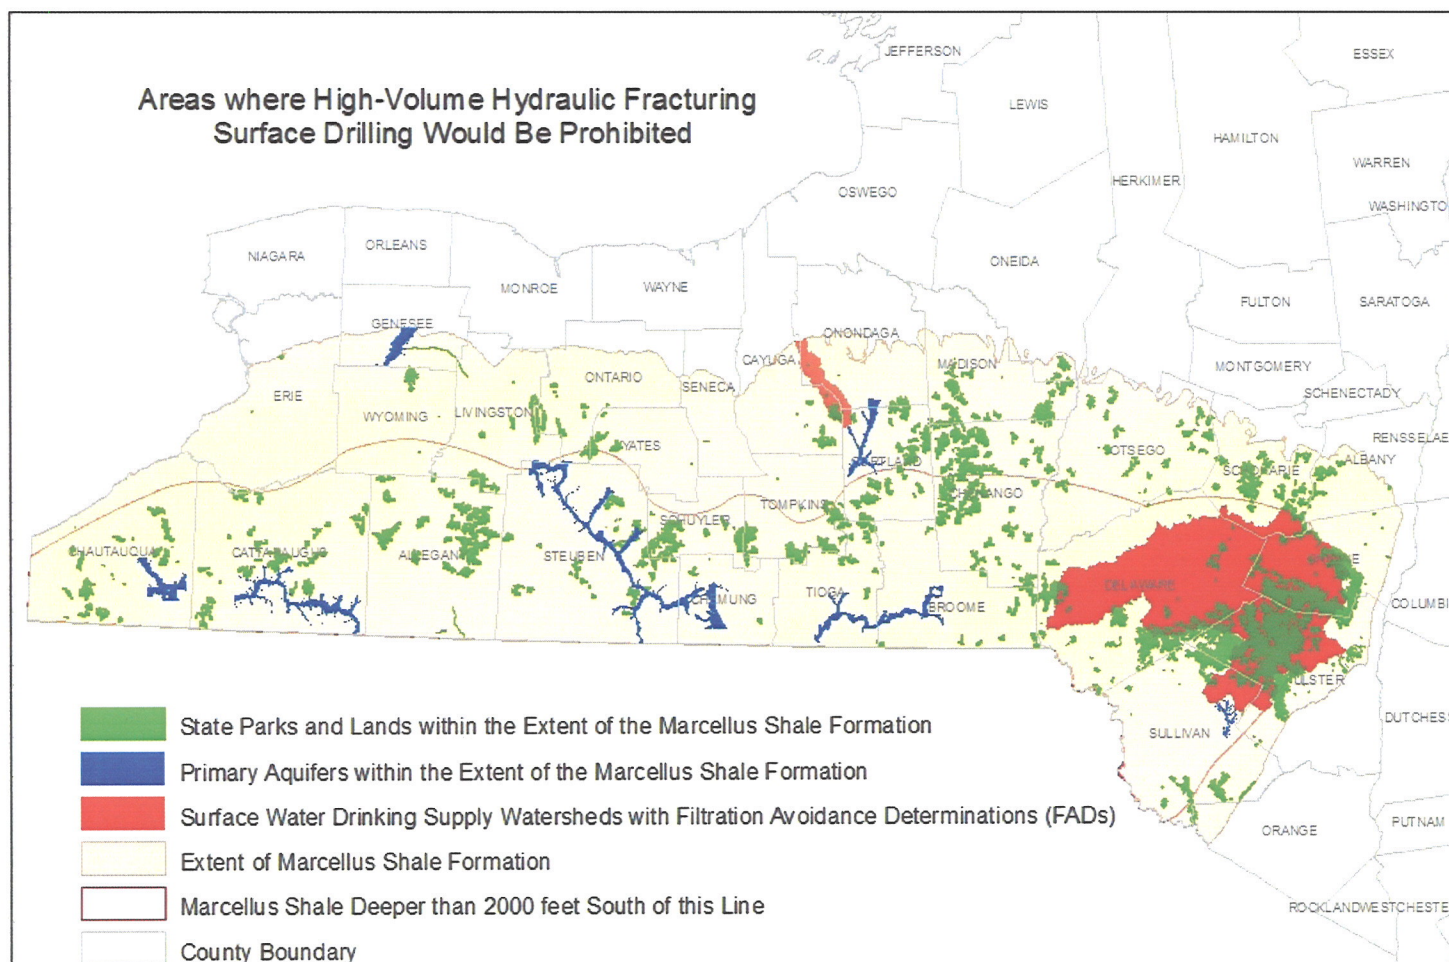 Areas where High-Volume Hydraulic Fracturing
Surface Drilling Would Be Prohibited
JEFFERSON
ESSEX
LEWIS
HAMILTON
WARREN
HERKIMER
OSWEGO
WASHINGTO
NIAGARA
ORLEANS
ONEIDA
MONROE
WAYNE
FULTON
SARATOGA
GENESEE
ONONDAGA
CAYUGA
MADISON
MONTGOMERY
ONTARIO
SENECA
SCHENECTADY
ERIE
WYOMING
LIVINGSTON
YATES
RENSSELAE
OTSEGO
CORTLAND
ALBANY
SCHOHARIE
CHENANGO
TOMPKINS
SCHUYLER
CHAUTAUQUA
CATTARAUGUS
ALLEGANY
STEUBEN
GREENE
DELAWARE
TIOGA
CHEMUNG
BROOME
COLUMBI
ULSTER
DUTCHES
SULLIVAN
ORANGE
PUTNAM
ROCKLANDWESTCHESTE
State Parks and Lands within the Extent of the Marcellus Shale Formation
Primary Aquifers within the Extent of the Marcellus Shale Formation
Surface Water Drinking Supply Watersheds with Filtration Avoidance Determinations (FADs)
Extent of Marcellus Shale Formation
Marcellus Shale Deeper than 2000 feet South of this Line
County Boundary